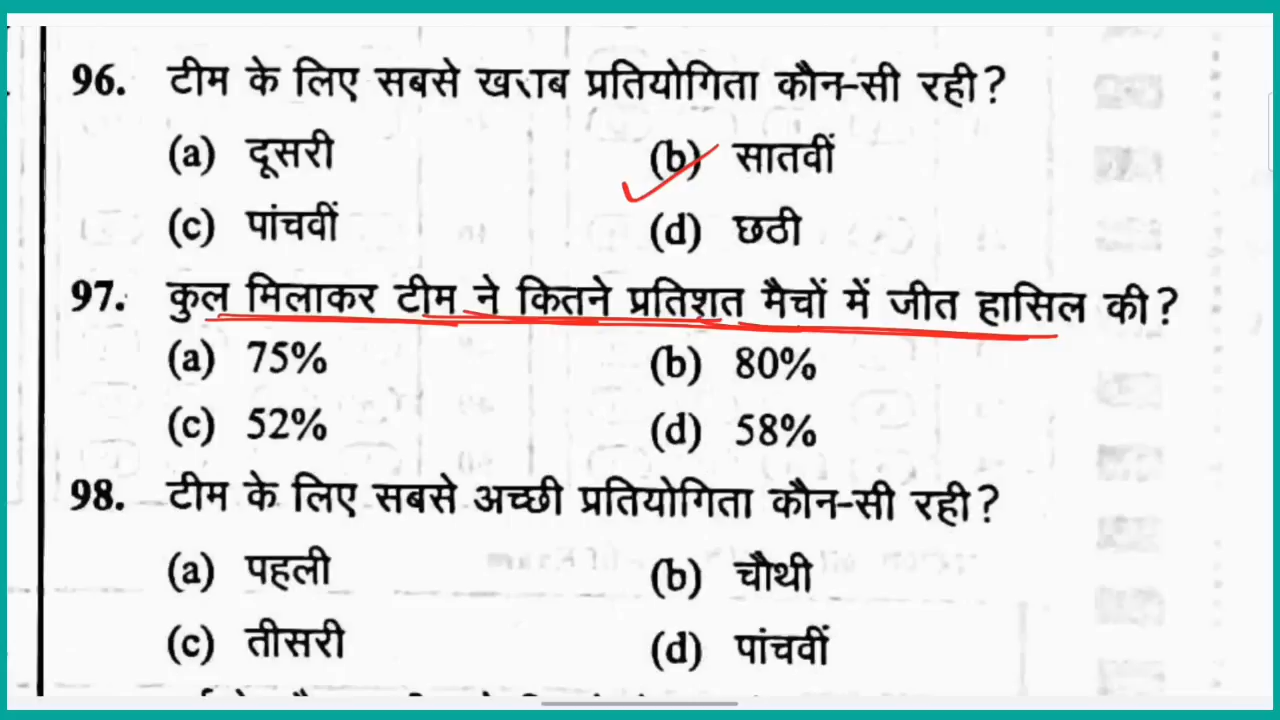 96. टीम के लिए सबसे खराब प्रतियोगिता कौन-सी रही?
(a) दूसरी (b) सातवीं
(c) पांचवीं (d) छठी
97. कुल मिलाकर टीम ने कितने प्रतिशत मैचों में जीत हासिल की?
(a) 75% (b) 80%
(c) 52% (d) 58%
98. टीम के लिए सबसे अच्छी प्रतियोगिता कौन-सी रही?
(a) पहली (b) चौथी
(c) तीसरी (d) पांचवीं